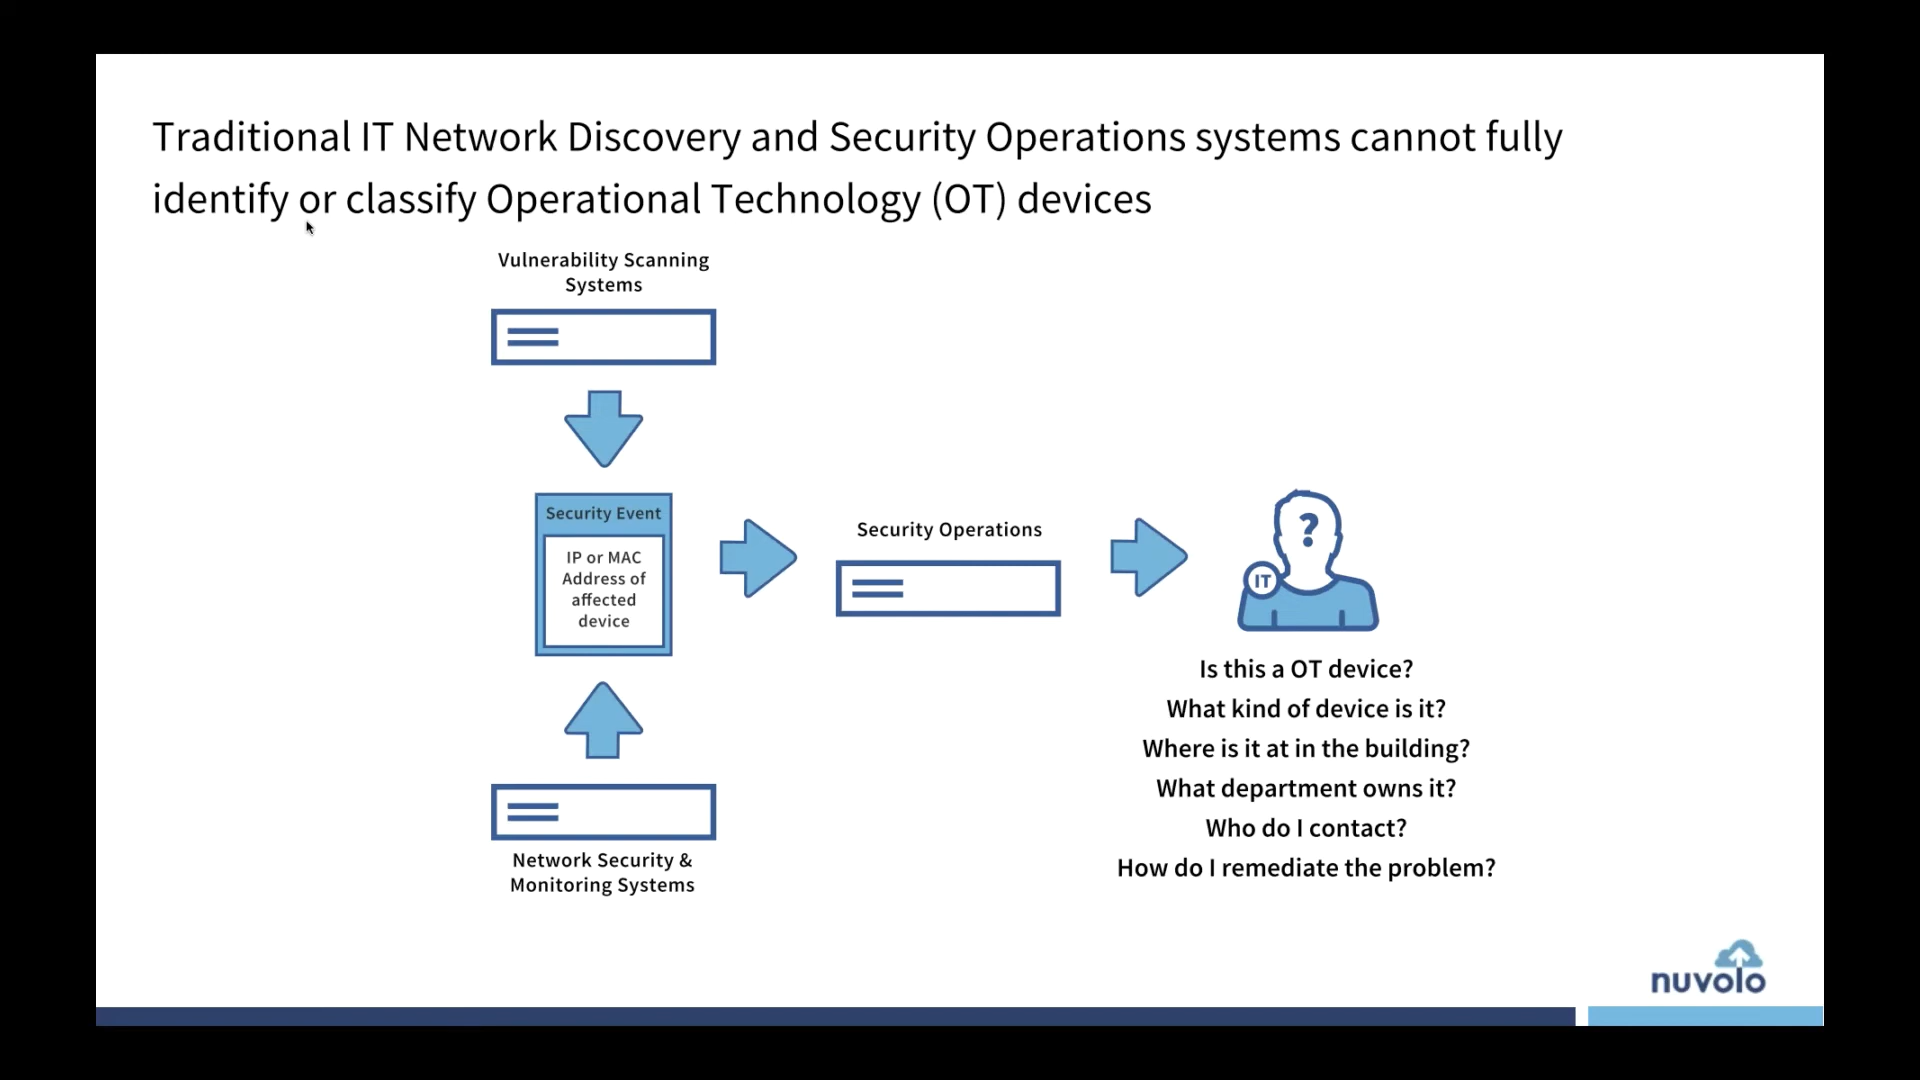 Traditional IT Network Discovery and Security Operations systems cannot fully
identify or classify Operational Technology (OT) devices
Vulnerability Scanning
Systems
Security Event
IP or MAC
Address of
affected
device
Security Operations
?
IT
Network Security &
Monitoring Systems
Is this a OT device?
What kind of device is it?
Where is it at in the building?
What department owns it?
Who do I contact?
How do I remediate the problem?
nuvolo